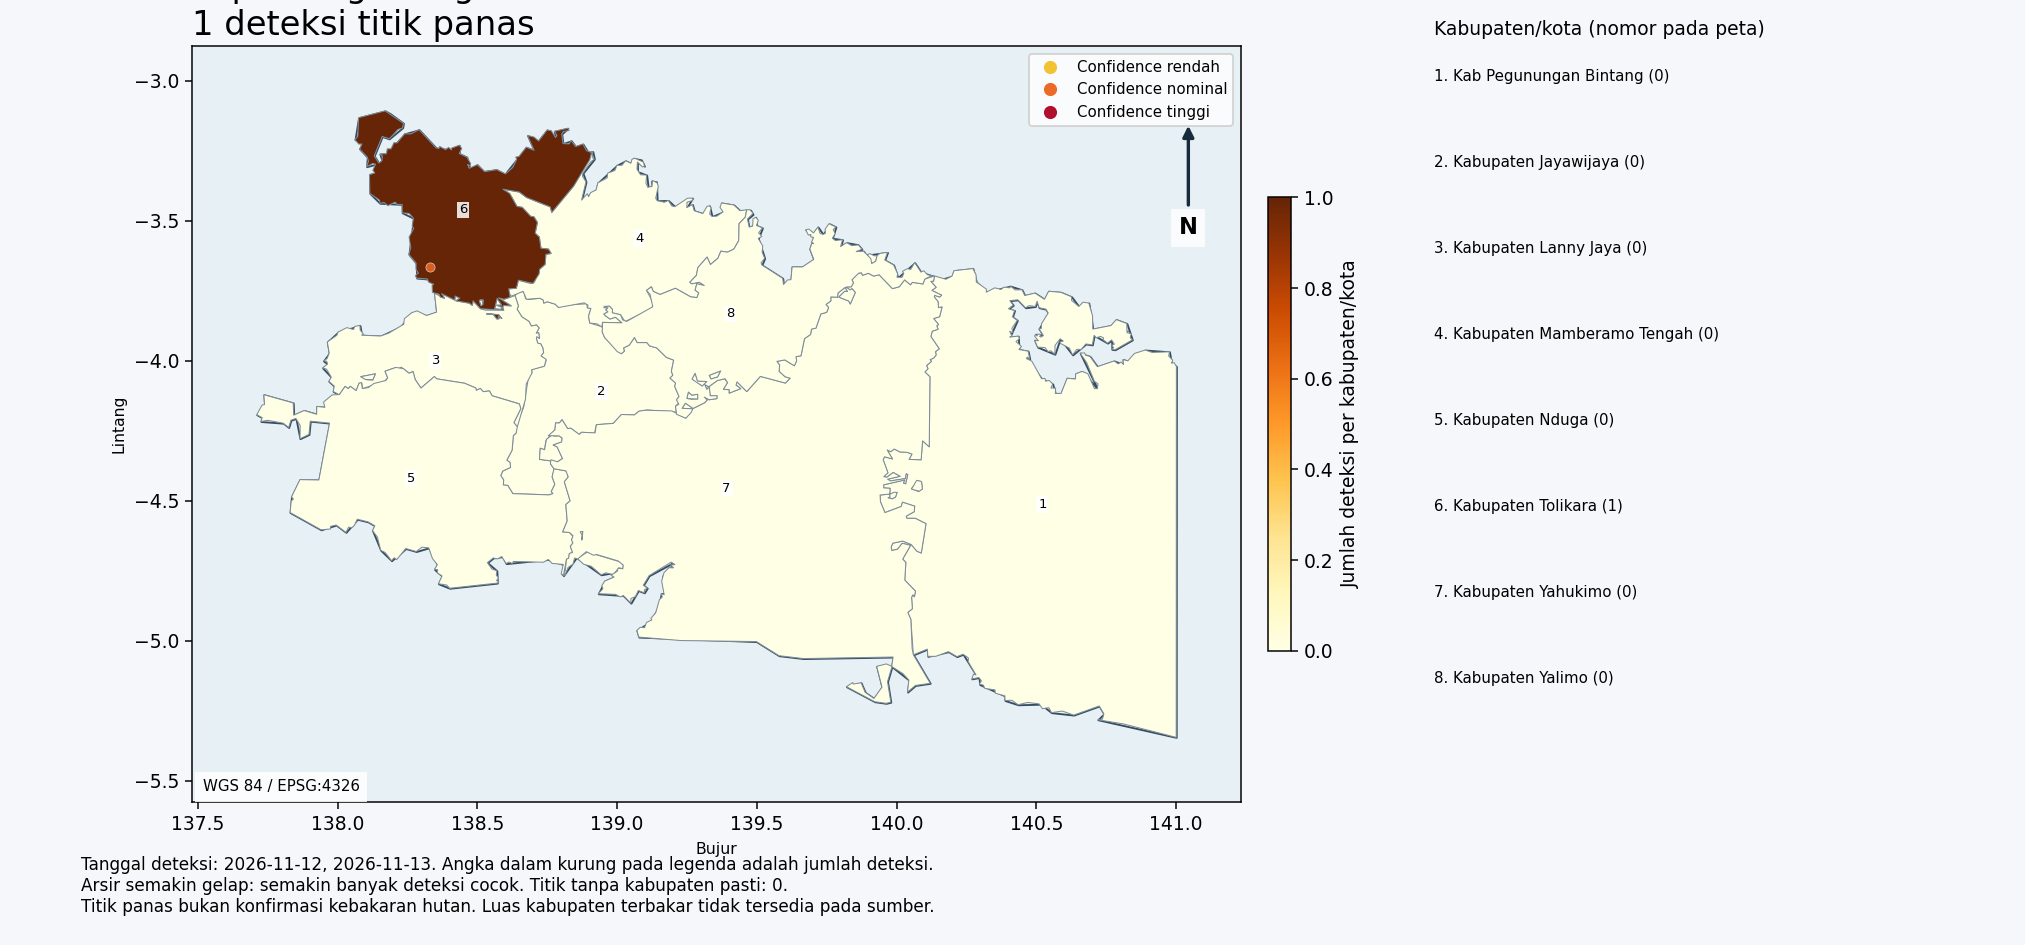 1 deteksi titik panas
Confidence rendah
Confidence nominal
Confidence tinggi
N
−3.0
−3.5
−4.0
−4.5
−5.0
−5.5
Lintang
6
4
8
3
2
5
7
1
WGS 84 / EPSG:4326
137.5
138.0
138.5
139.0
139.5
140.0
140.5
141.0
Bujur
1.0
0.8
0.6
0.4
0.2
0.0
Jumlah deteksi per kabupaten/kota
Kabupaten/kota (nomor pada peta)
1. Kab Pegunungan Bintang (0)
2. Kabupaten Jayawijaya (0)
3. Kabupaten Lanny Jaya (0)
4. Kabupaten Mamberamo Tengah (0)
5. Kabupaten Nduga (0)
6. Kabupaten Tolikara (1)
7. Kabupaten Yahukimo (0)
8. Kabupaten Yalimo (0)
Tanggal deteksi: 2026-11-12, 2026-11-13. Angka dalam kurung pada legenda adalah jumlah deteksi.
Arsir semakin gelap: semakin banyak deteksi cocok. Titik tanpa kabupaten pasti: 0.
Titik panas bukan konfirmasi kebakaran hutan. Luas kabupaten terbakar tidak tersedia pada sumber.